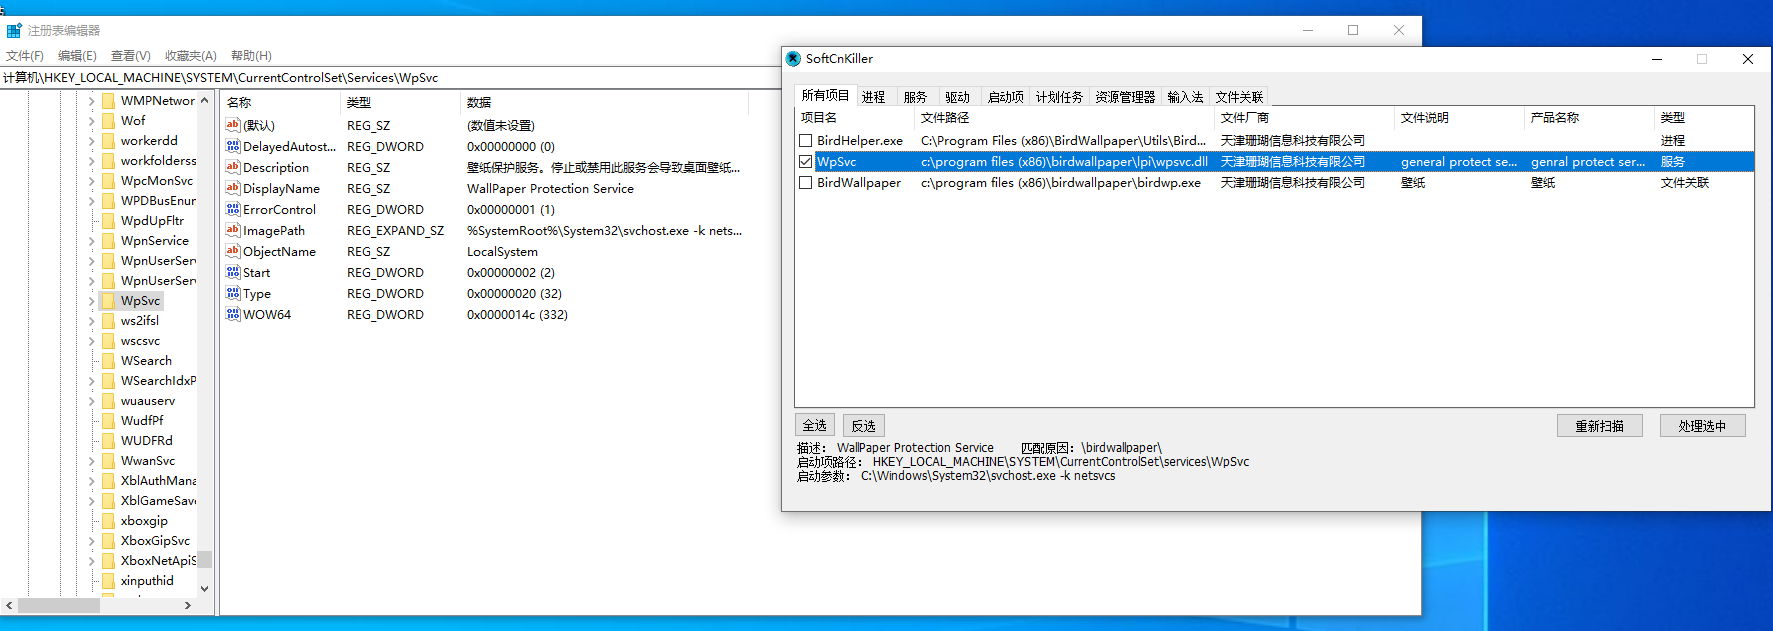 注册表编辑器
文件(F) 编辑(E) 查看(V) 收藏夹(A) 帮助(H)
计算机\HKEY_LOCAL_MACHINE\SYSTEM\CurrentControlSet\Services\WpSvc
WMPNetwor
Wof
workerdd
workfolderss
WpcMonSvc
WPDBusEnur
WpdUpFltr
WpnService
WpnUserServ
WpnUserServ
WpSvc
ws2ifsl
wscsvc
WSearch
WSearchIdxP
wuauserv
WudfPf
WUDFRd
WwanSvc
XblAuthMana
XblGameSave
xboxgip
XboxGipSvc
XboxNetApiS
xinputhid
名称 类型 数据
(默认) REG_SZ (数值未设置)
DelayedAutost... REG_DWORD 0x00000000 (0)
Description REG_SZ 壁纸保护服务。停止或禁用此服务会导致桌面壁纸...
DisplayName REG_SZ WallPaper Protection Service
ErrorControl REG_DWORD 0x00000001 (1)
ImagePath REG_EXPAND_SZ %SystemRoot%\System32\svchost.exe -k nets...
ObjectName REG_SZ LocalSystem
Start REG_DWORD 0x00000002 (2)
Type REG_DWORD 0x00000020 (32)
WOW64 REG_DWORD 0x0000014c (332)
SoftCnKiller
所有项目 进程 服务 驱动 启动项 计划任务 资源管理器 输入法 文件关联
项目名 文件路径 文件厂商 文件说明 产品名称 类型
BirdHelper.exe C:\Program Files (x86)\BirdWallpaper\Utils\Bird... 天津珊瑚信息科技有限公司 进程
WpSvc c:\program files (x86)\birdwallpaper\lpi\wpsvc.dll 天津珊瑚信息科技有限公司 general protect se... genral protect ser... 服务
BirdWallpaper c:\program files (x86)\birdwallpaper\birdwp.exe 天津珊瑚信息科技有限公司 壁纸 壁纸 文件关联
全选 反选 重新扫描 处理选中
描述： WallPaper Protection Service 匹配原因：\birdwallpaper\
启动项路径： HKEY_LOCAL_MACHINE\SYSTEM\CurrentControlSet\services\WpSvc
启动参数： C:\Windows\System32\svchost.exe -k netsvcs